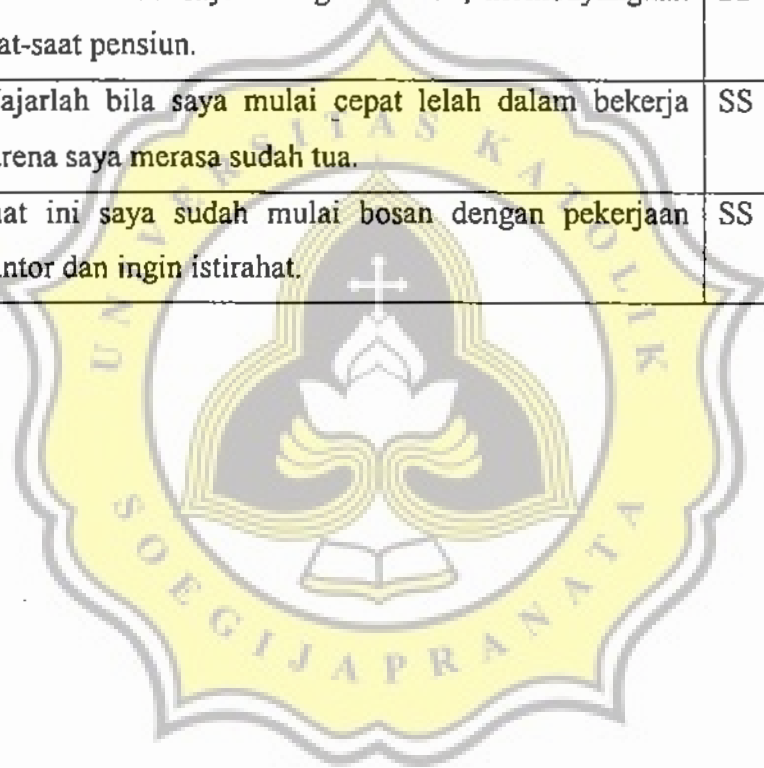 at-saat pensiun.
ajarlah bila saya mulai cepat lelah dalam bekerja SS
rena saya merasa sudah tua.
at ini saya sudah mulai bosan dengan pekerjaan SS
ntor dan ingin istirahat.
UNIVERSITAS KATOLIK
SOEGIJAPRANATA